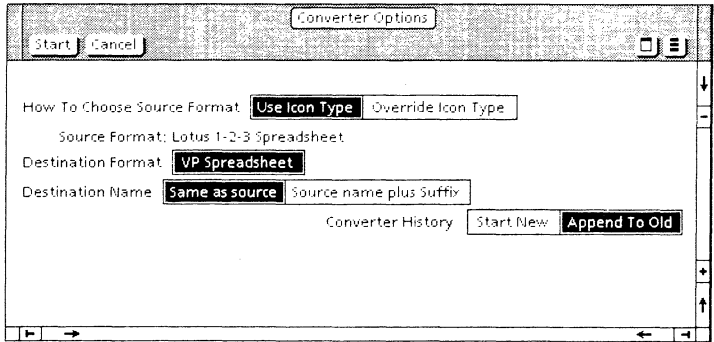 Converter Options
Start Cancel
How To Choose Source Format Use Icon Type Override Icon Type
Source Format: Lotus 1-2-3 Spreadsheet
Destination Format VP Spreadsheet
Destination Name Same as source Source name plus Suffix
Converter History Start New Append To Old